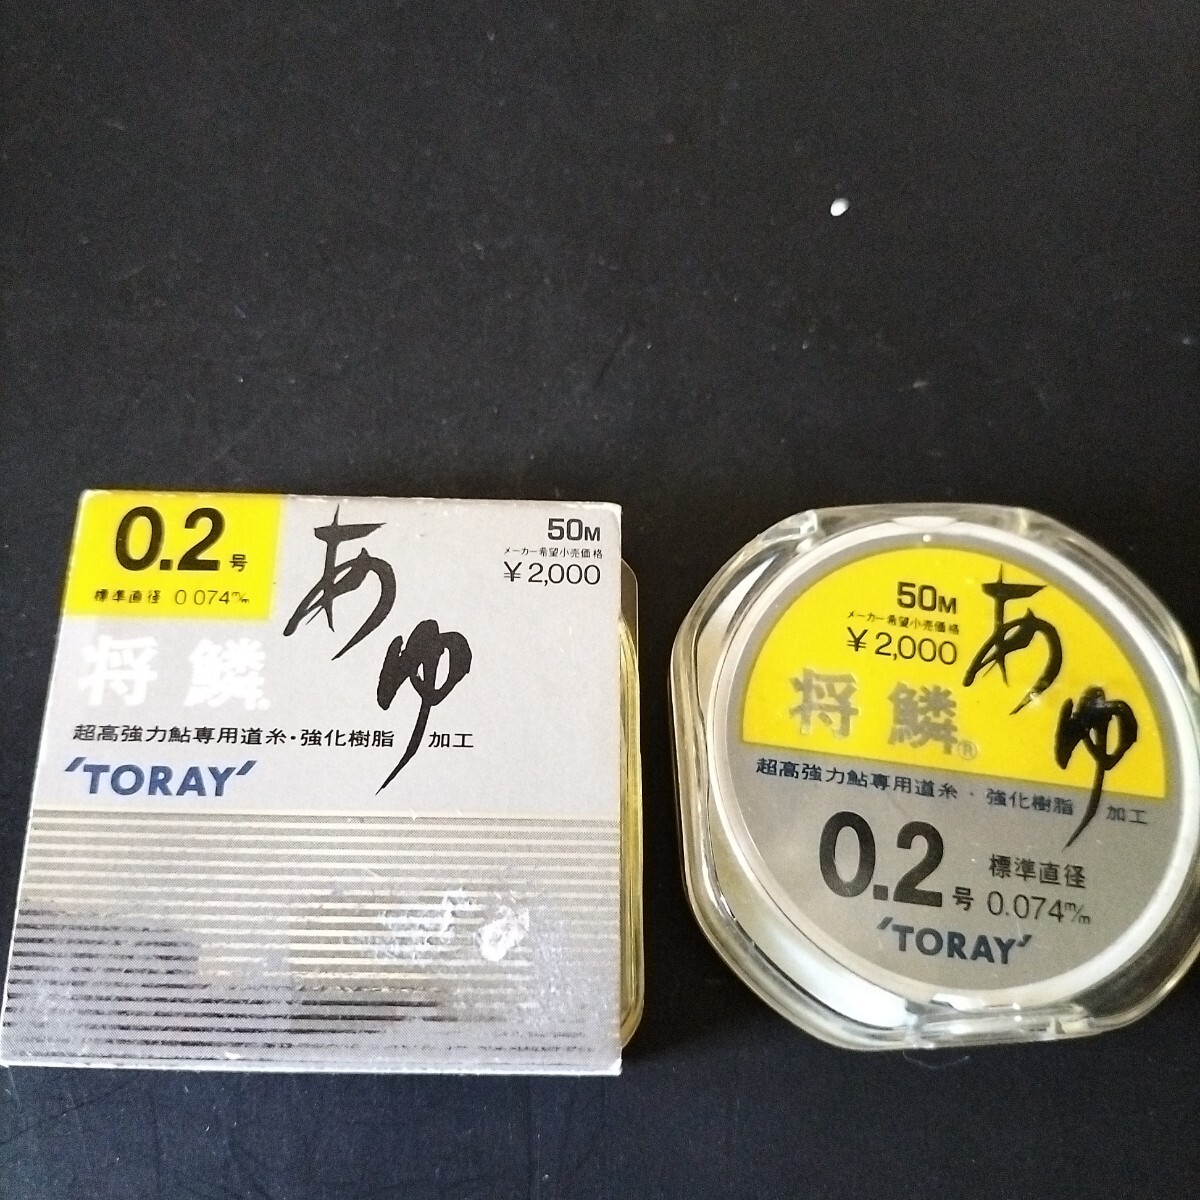 0.2号
標準直径 0.074m/m
あゆ
50M
メーカー希望小売価格
¥2,000
将鱗®
超高強力鮎専用道糸・強化樹脂加工
'TORAY'
50M
メーカー希望小売価格
¥2,000
あゆ
将鱗®
超高強力鮎専用道糸・強化樹脂加工
0.2号
標準直径
0.074m/m
'TORAY'